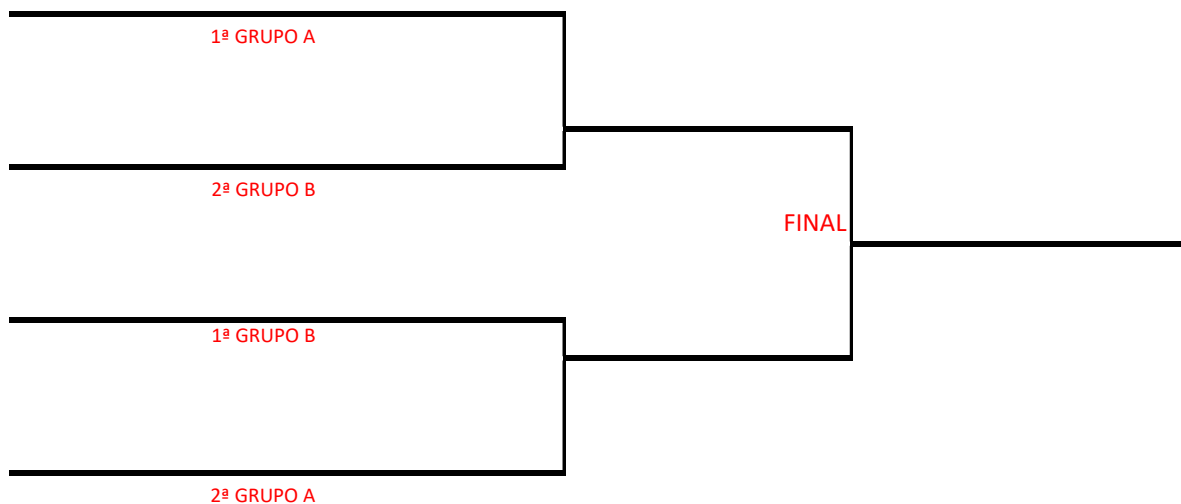 1ª GRUPO A
2ª GRUPO B
FINAL
1ª GRUPO B
2ª GRUPO A